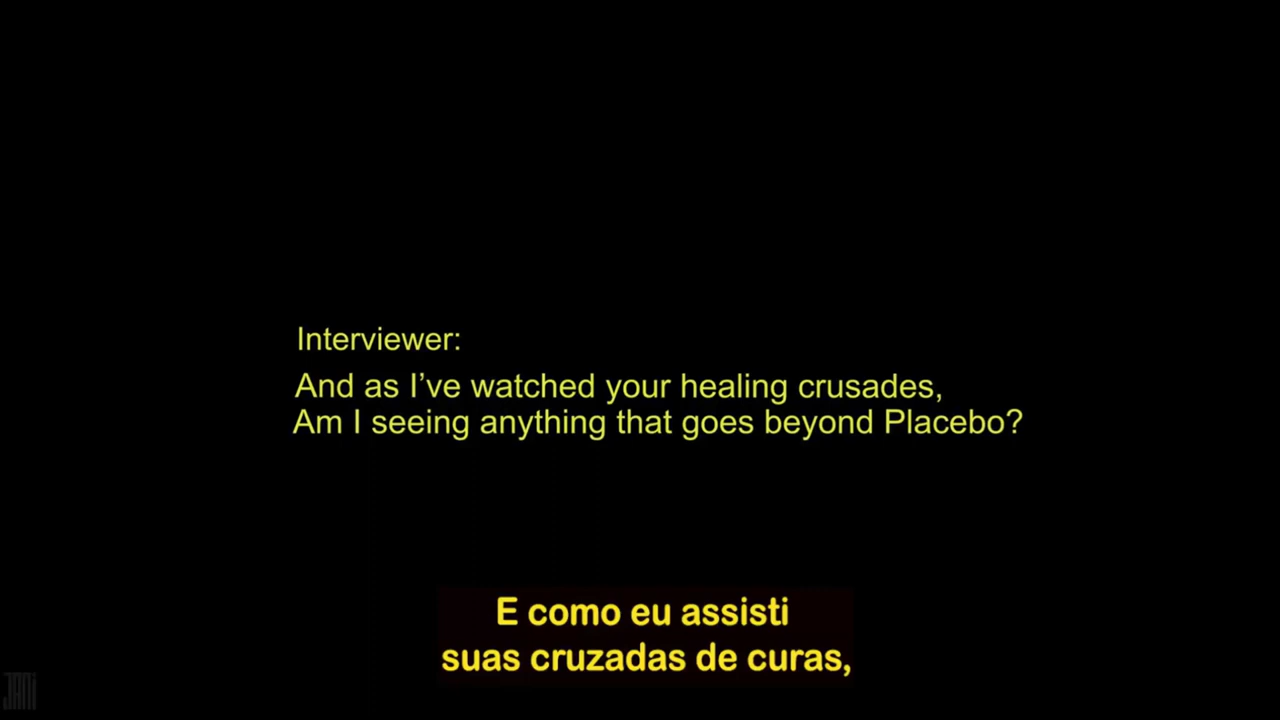 Interviewer:
And as I’ve watched your healing crusades,
Am I seeing anything that goes beyond Placebo?
E como eu assisti
suas cruzadas de curas,
JANI